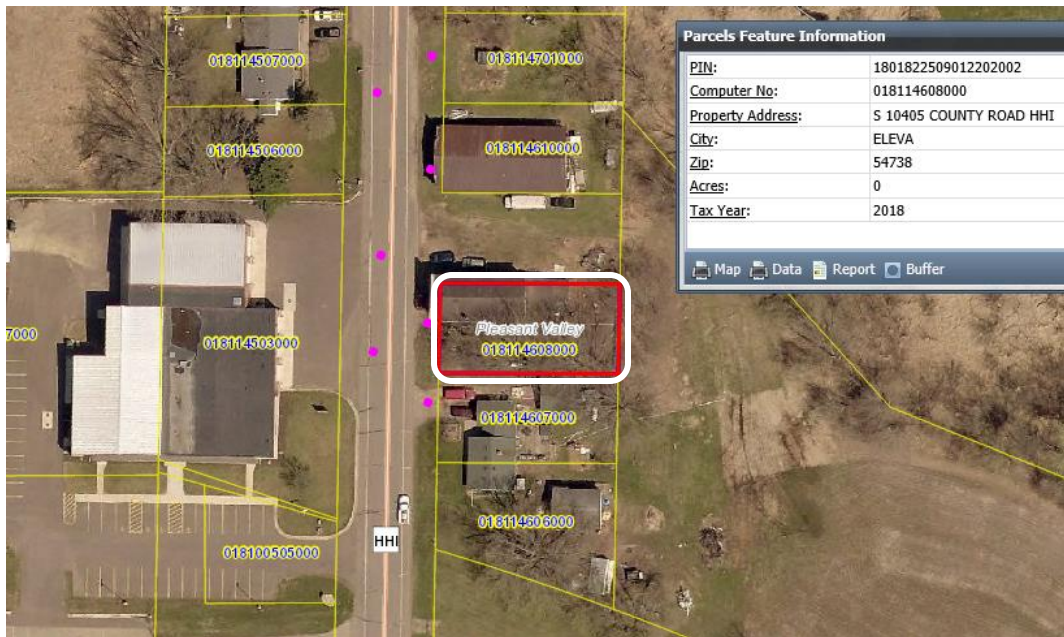 Parcels Feature Information
PIN: 1801822509012202002
Computer No: 018114608000
Property Address: S 10405 COUNTY ROAD HHI
City: ELEVA
Zip: 54738
Acres: 0
Tax Year: 2018
Map Data Report Buffer
018114507000
018114701000
018114506000
018114610000
7000
018114503000
Pleasant Valley
018114608000
018114607000
018114606000
HHI
018100505000